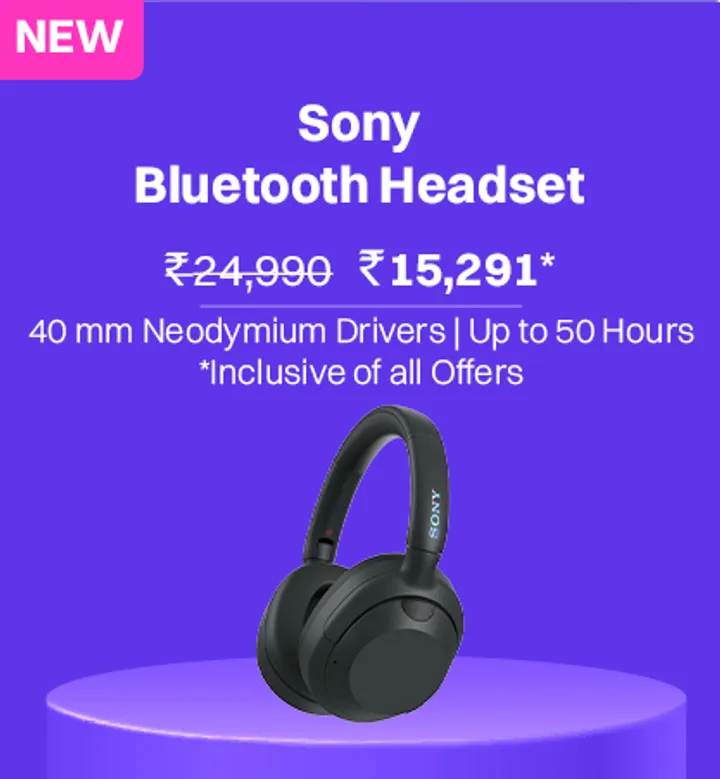 NEW
Sony
Bluetooth Headset
₹24,990 ₹15,291*
40 mm Neodymium Drivers | Up to 50 Hours
*Inclusive of all Offers
SONY